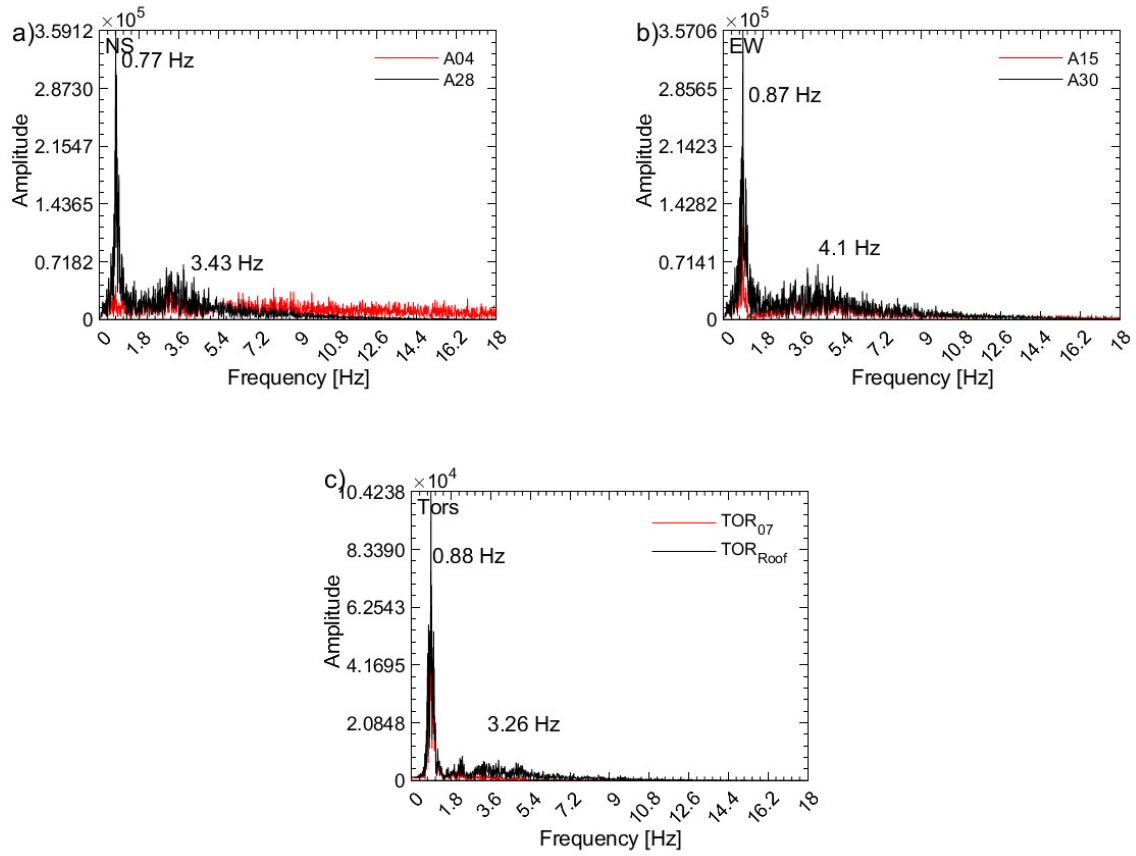 a)
×10⁵
NS
0.77 Hz
3.43 Hz
A04
A28
3.5912
2.8730
2.1547
1.4365
0.7182
0
Amplitude
0 1.8 3.6 5.4 7.2 9 10.8 12.6 14.4 16.2 18
Frequency [Hz]
b)
×10⁵
EW
0.87 Hz
4.1 Hz
A15
A30
3.5706
2.8565
2.1423
1.4282
0.7141
0
Amplitude
0 1.8 3.6 5.4 7.2 9 10.8 12.6 14.4 16.2 18
Frequency [Hz]
c)
×10⁴
Tors
0.88 Hz
3.26 Hz
TOR07
TORRoof
10.4238
8.3390
6.2543
4.1695
2.0848
0
Amplitude
0 1.8 3.6 5.4 7.2 9 10.8 12.6 14.4 16.2 18
Frequency [Hz]